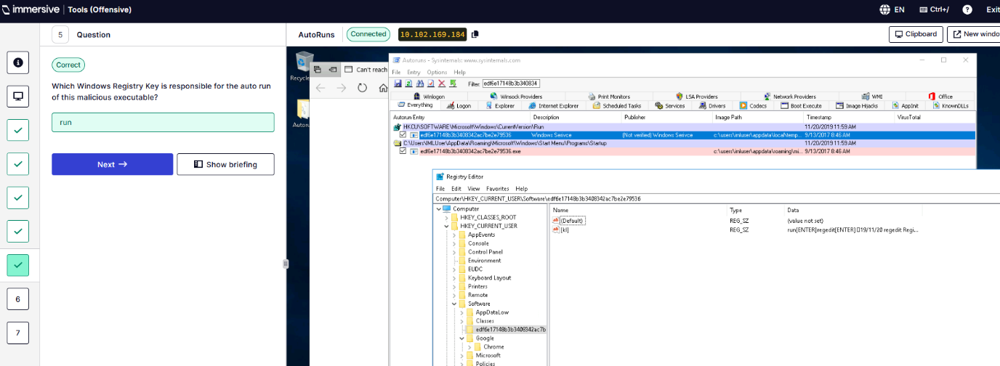 immersive | Tools (Offensive)
EN
Ctrl+/
?
Exit
5 Question
Correct
Which Windows Registry Key is responsible for the auto run
of this malicious executable?
run
Next →
Show briefing
6
7
AutoRuns
Connected
10.102.169.184
Clipboard
New windo
Recycle
Autoru
Can't reach
Autoruns - Sysinternals: www.sysinternals.com
File Entry Options Help
Filter: edf6e17148b3b340834
Winlogon Winsock Providers Print Monitors LSA Providers Network Providers WMI Office
Everything Logon Explorer Internet Explorer Scheduled Tasks Services Drivers Codecs Boot Execute Image Hijacks AppInit KnownDLLs
Autorun Entry Description Publisher Image Path Timestamp VirusTotal
HKCU\SOFTWARE\Microsoft\Windows\CurrentVersion\Run 11/20/2019 11:59 AM
edf6e17148b3b3408342ac7be2e79536 Windows Serivce (Not verified) Windows Serivce c:\users\imluser\appdata\local\temp... 9/13/2017 8:46 AM
C:\Users\IMLUser\AppData\Roaming\Microsoft\Windows\Start Menu\Programs\Startup 11/20/2019 11:59 AM
edf6e17148b3b3408342ac7be2e79536.exe c:\users\imluser\appdata\roaming\mi... 9/13/2017 8:46 AM
Registry Editor
File Edit View Favorites Help
Computer\HKEY_CURRENT_USER\Software\edf6e17148b3b3408342ac7be2e79536
Computer
HKEY_CLASSES_ROOT
HKEY_CURRENT_USER
AppEvents
Console
Control Panel
Environment
EUDC
Keyboard Layout
Printers
Remote
Software
AppDataLow
Classes
edf6e17148b3b3408342ac7b
Google
Chrome
Microsoft
Policies
Name Type Data
(Default) REG_SZ (value not set)
[kl] REG_SZ run[ENTER]regedit[ENTER] 19/11/20 regedit Regi...